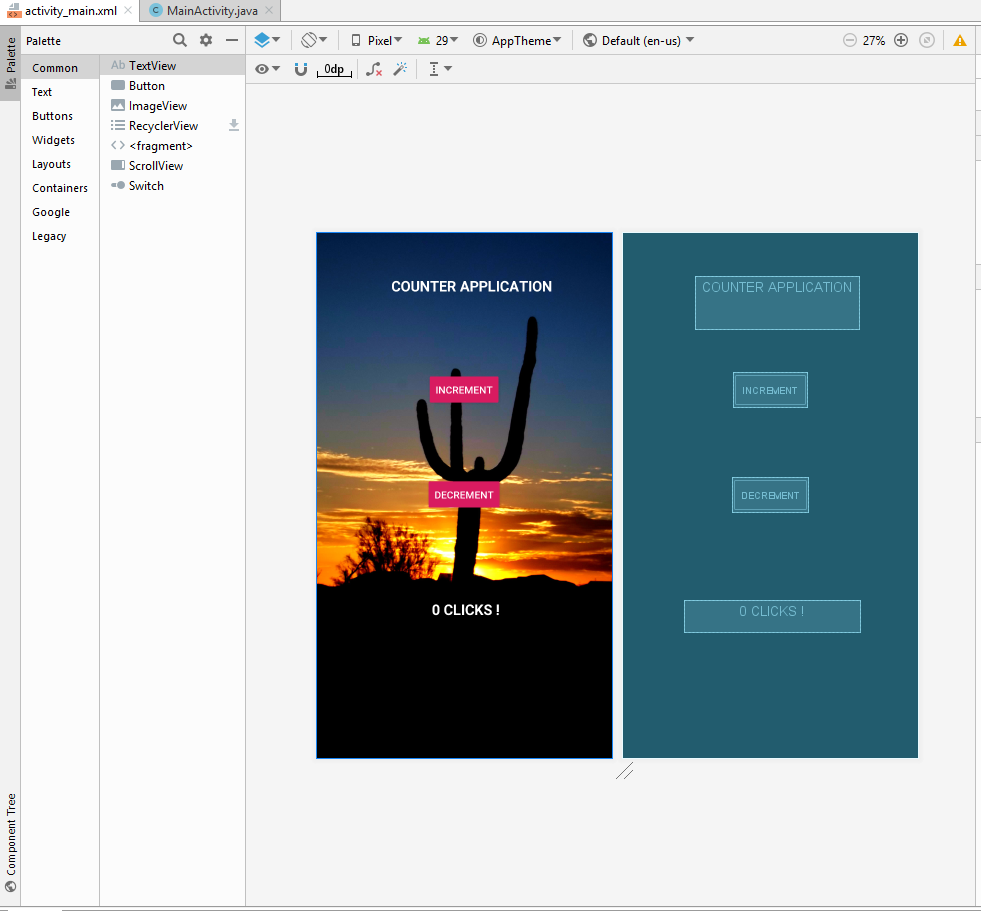 activity_main.xml
MainActivity.java
Palette
Palette
Pixel
29
AppTheme
Default (en-us)
27%
Common
Text
Buttons
Widgets
Layouts
Containers
Google
Legacy
Ab TextView
Button
ImageView
RecyclerView
<fragment>
ScrollView
Switch
0dp
COUNTER APPLICATION
INCREMENT
DECREMENT
0 CLICKS !
COUNTER APPLICATION
INCREMENT
DECREMENT
0 CLICKS !
Component Tree